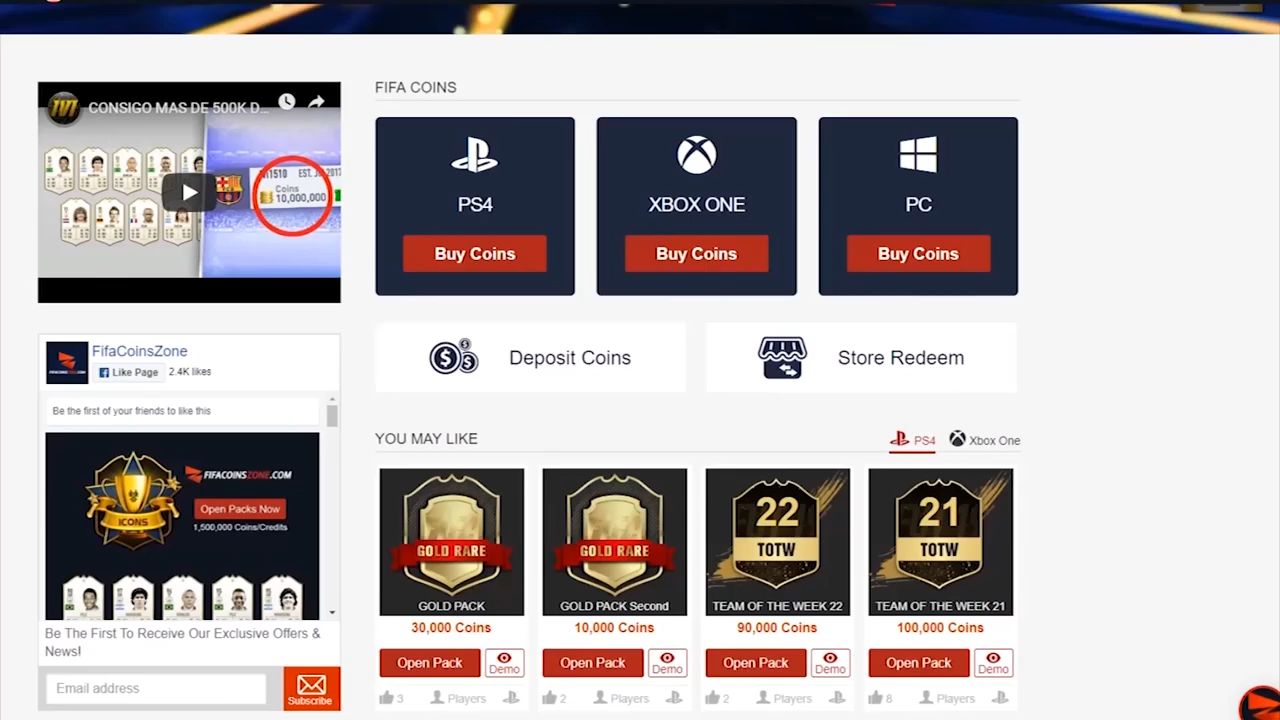 CONSIGO MAS DE 500K D...
EST. JUL 2017
Coins
10,000,000
FifaCoinsZone
Like Page
2.4K likes
Be the first of your friends to like this
FIFACOINSZONE.COM
Open Packs Now
1,500,000 Coins/Credits
ICONS
Be The First To Receive Our Exclusive Offers &
News!
Email address
Subscribe
FIFA COINS
PS4
XBOX ONE
PC
Buy Coins
Buy Coins
Buy Coins
Deposit Coins
Store Redeem
YOU MAY LIKE
PS4
Xbox One
GOLD RARE
GOLD PACK
30,000 Coins
Open Pack
Demo
3
Players
GOLD RARE
GOLD PACK Second
10,000 Coins
Open Pack
Demo
2
Players
22
TOTW
TEAM OF THE WEEK 22
90,000 Coins
Open Pack
Demo
2
Players
21
TOTW
TEAM OF THE WEEK 21
100,000 Coins
Open Pack
Demo
8
Players